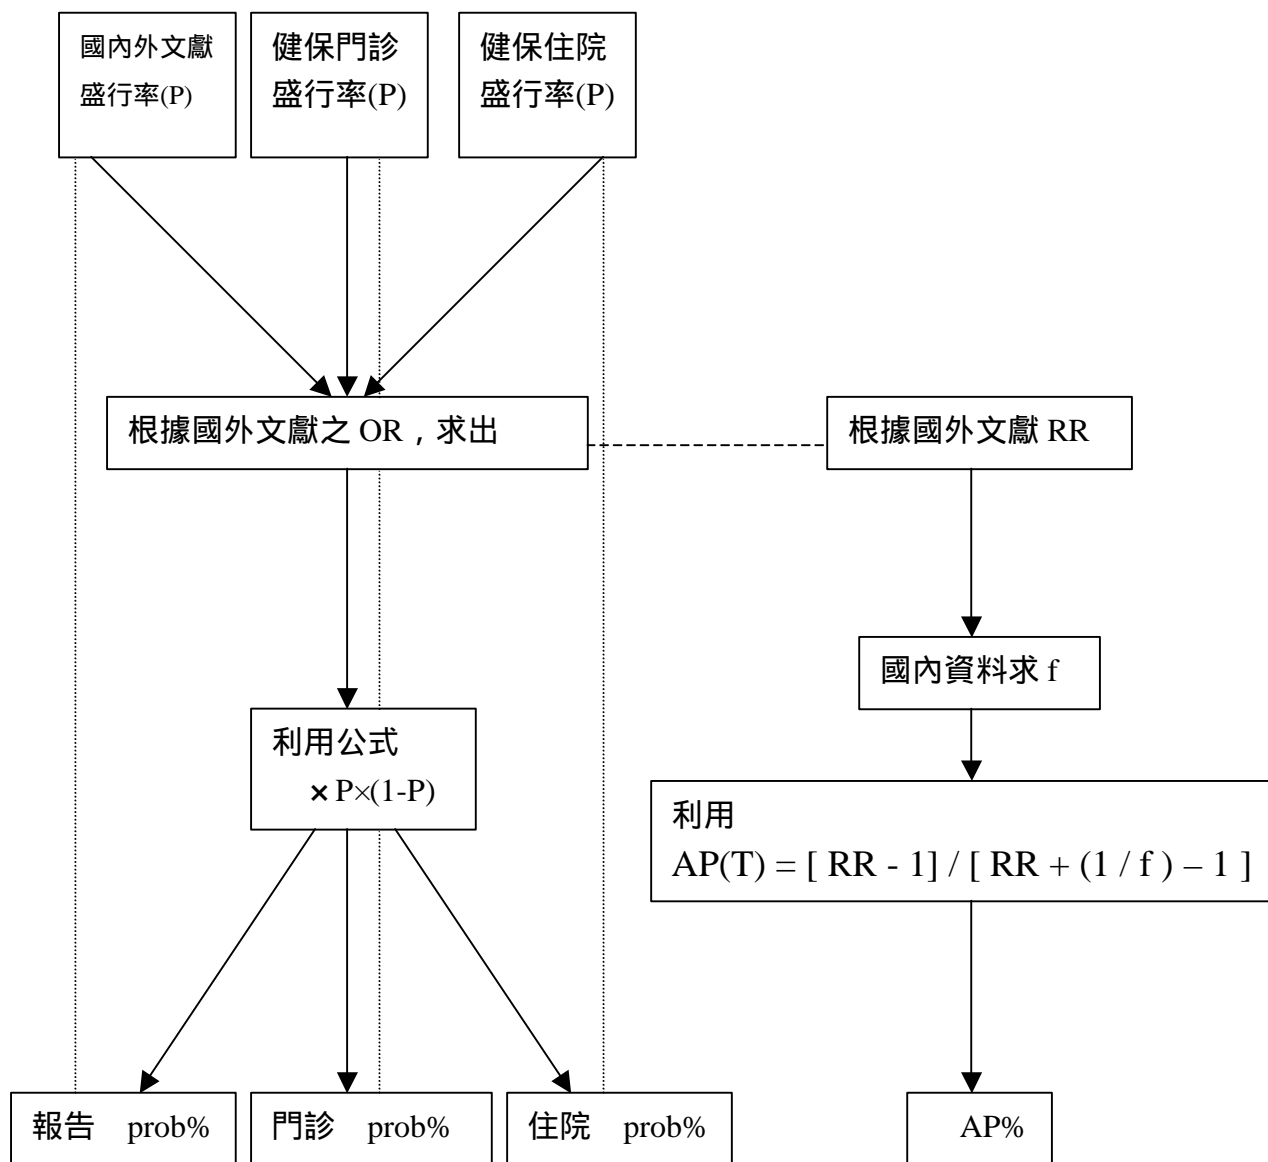 國內外文獻
盛行率(P)
健保門診
盛行率(P)
健保住院
盛行率(P)
根據國外文獻之 OR，求出
根據國外文獻 RR
國內資料求 f
利用公式
×P×(1-P)
利用
AP(T) = [ RR - 1] / [ RR + (1 / f ) – 1 ]
報告 prob%
門診 prob%
住院 prob%
AP%